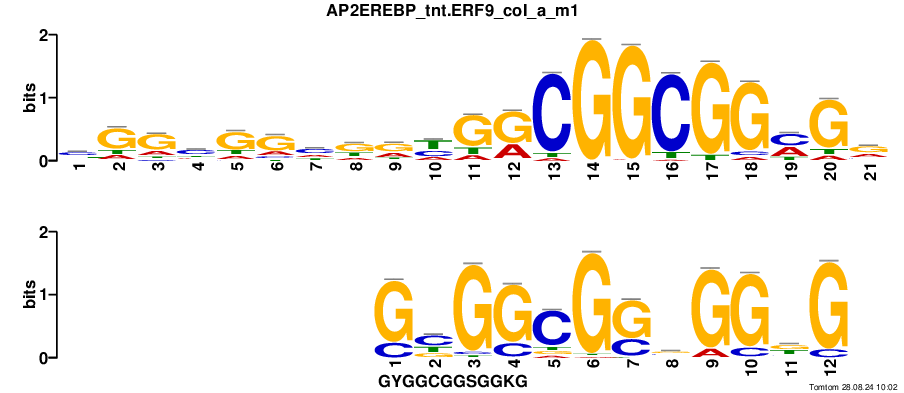 AP2EREBP_tnt.ERF9_col_a_m1
2
1
0
bits
1 2 3 4 5 6 7 8 9 10 11 12 13 14 15 16 17 18 19 20 21
2
1
0
bits
1 2 3 4 5 6 7 8 9 10 11 12
GYGGCGGSGGKG
Tomtom 28.08.24 10:02